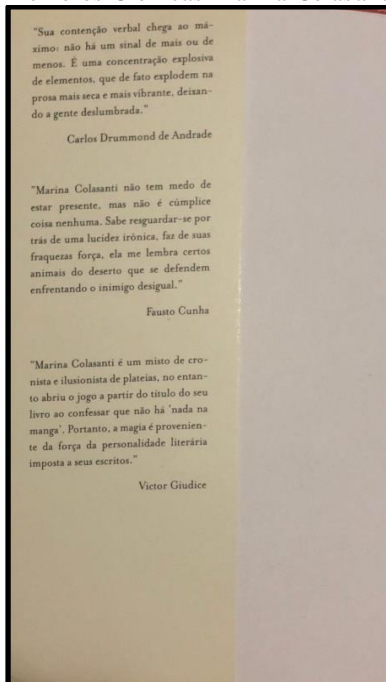 "Sua contenção verbal chega ao má-
ximo: não há um sinal de mais ou de
menos. É uma concentração explosiva
de elementos, que de fato explodem na
prosa mais seca e mais vibrante, deixan-
do a gente deslumbrada."
Carlos Drummond de Andrade
"Marina Colasanti não tem medo de
estar presente, mas não é cúmplice
coisa nenhuma. Sabe resguardar-se por
trás de uma lucidez irônica, faz de suas
fraquezas força, ela me lembra certos
animais do deserto que se defendem
enfrentando o inimigo desigual."
Fausto Cunha
"Marina Colasanti é um misto de cro-
nista e ilusionista de plateias, no entan-
to abriu o jogo a partir do título do seu
livro ao confessar que não há 'nada na
manga'. Portanto, a magia é provenien-
te da força da personalidade literária
imposta a seus escritos."
Victor Giudice